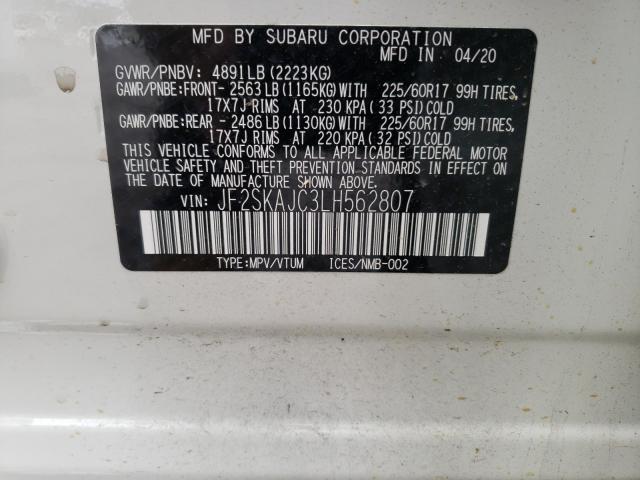 MFD BY SUBARU CORPORATION
MFD IN 04/20
GVWR/PNBV: 4891LB (2223KG)
GAWR/PNBE:FRONT- 2563LB (1165KG)WITH 225/60R17 99H TIRES,
17X7J RIMS AT 230 KPA (33 PSI) COLD
GAWR/PNBE:REAR - 2486LB (1130KG)WITH 225/60R17 99H TIRES,
17X7J RIMS AT 220 KPA (32 PSI) COLD
THIS VEHICLE CONFORMS TO ALL APPLICABLE FEDERAL MOTOR
VEHICLE SAFETY AND THEFT PREVENTION STANDARDS IN EFFECT ON THE
DATE OF MANUFACTURE SHOWN ABOVE.
VIN: JF2SKAJC3LH562807
TYPE:MPV/VTUM ICES/NMB-002